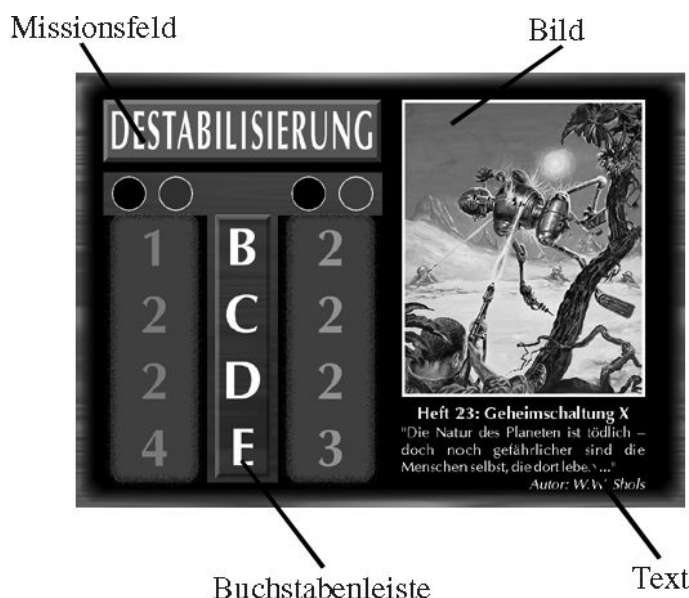 Missionsfeld
Bild
DESTABILISIERUNG
1 B 2
2 C 2
2 D 2
4 E 3
Heft 23: Geheimschaltung X
"Die Natur des Planeten ist tödlich –
doch noch gefährlicher sind die
Menschen selbst, die dort leben ..."
Autor: W.W. Shols
Buchstabenleiste
Text